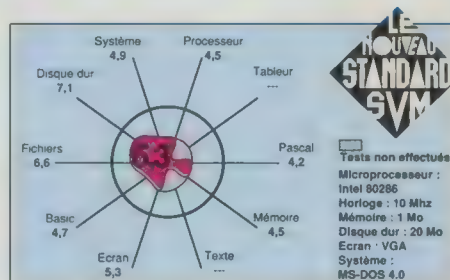 Système
4,9
Processeur
4,5
Disque dur
7,1
Tableur
---
Fichiers
6,6
5,3
Pascal
4,2
Basic
4,7
Mémoire
4,5
Ecran
5,3
Texte
---
LE
NOUVEAU
STANDARD
SVM
Tests non effectués
Microprocesseur :
Intel 80286
Horloge : 10 Mhz
Mémoire : 1 Mo
Disque dur : 20 Mo
Ecran : VGA
Système :
MS-DOS 4.0